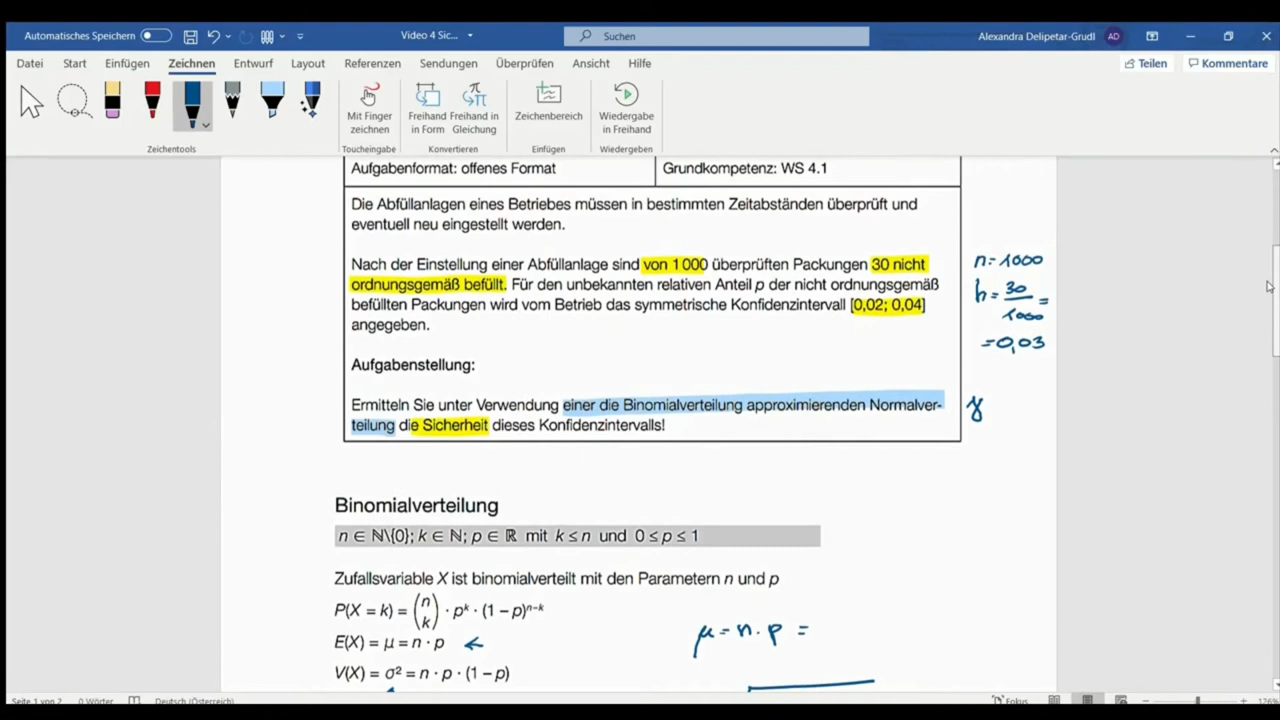 Automatisches Speichern
Video 4 Sic...
Suchen
Alexandra Delipetar-Grudl
AD
Datei
Start
Einfügen
Zeichnen
Entwurf
Layout
Referenzen
Sendungen
Überprüfen
Ansicht
Hilfe
Teilen
Kommentare
Mit Finger
zeichnen
Freihand
in Form
Freihand in
Gleichung
Zeichenbereich
Wiedergabe
in Freihand
Zeichentools
Toucheingabe
Konvertieren
Einfügen
Wiedergeben
Aufgabenformat: offenes Format
Grundkompetenz: WS 4.1
Die Abfüllanlagen eines Betriebes müssen in bestimmten Zeitabständen überprüft und
eventuell neu eingestellt werden.
Nach der Einstellung einer Abfüllanlage sind von 1 000 überprüften Packungen 30 nicht
ordnungsgemäß befüllt. Für den unbekannten relativen Anteil p der nicht ordnungsgemäß
befüllten Packungen wird vom Betrieb das symmetrische Konfidenzintervall [0,02; 0,04]
angegeben.
n=1000
h = 30/1000 =
=0,03
Aufgabenstellung:
Ermitteln Sie unter Verwendung einer die Binomialverteilung approximierenden Normalver-
teilung die Sicherheit dieses Konfidenzintervalls!
γ
Binomialverteilung
n ∈ ℕ\{0}; k ∈ ℕ; p ∈ ℝ mit k ≤ n und 0 ≤ p ≤ 1
Zufallsvariable X ist binomialverteilt mit den Parametern n und p
P(X = k) = (n k) · p^k · (1 – p)^{n–k}
E(X) = μ = n · p ←
μ = n · p =
V(X) = σ² = n · p · (1 – p)
Seite 1 von 2
0 Wörter
Deutsch (Österreich)
Fokus
126%